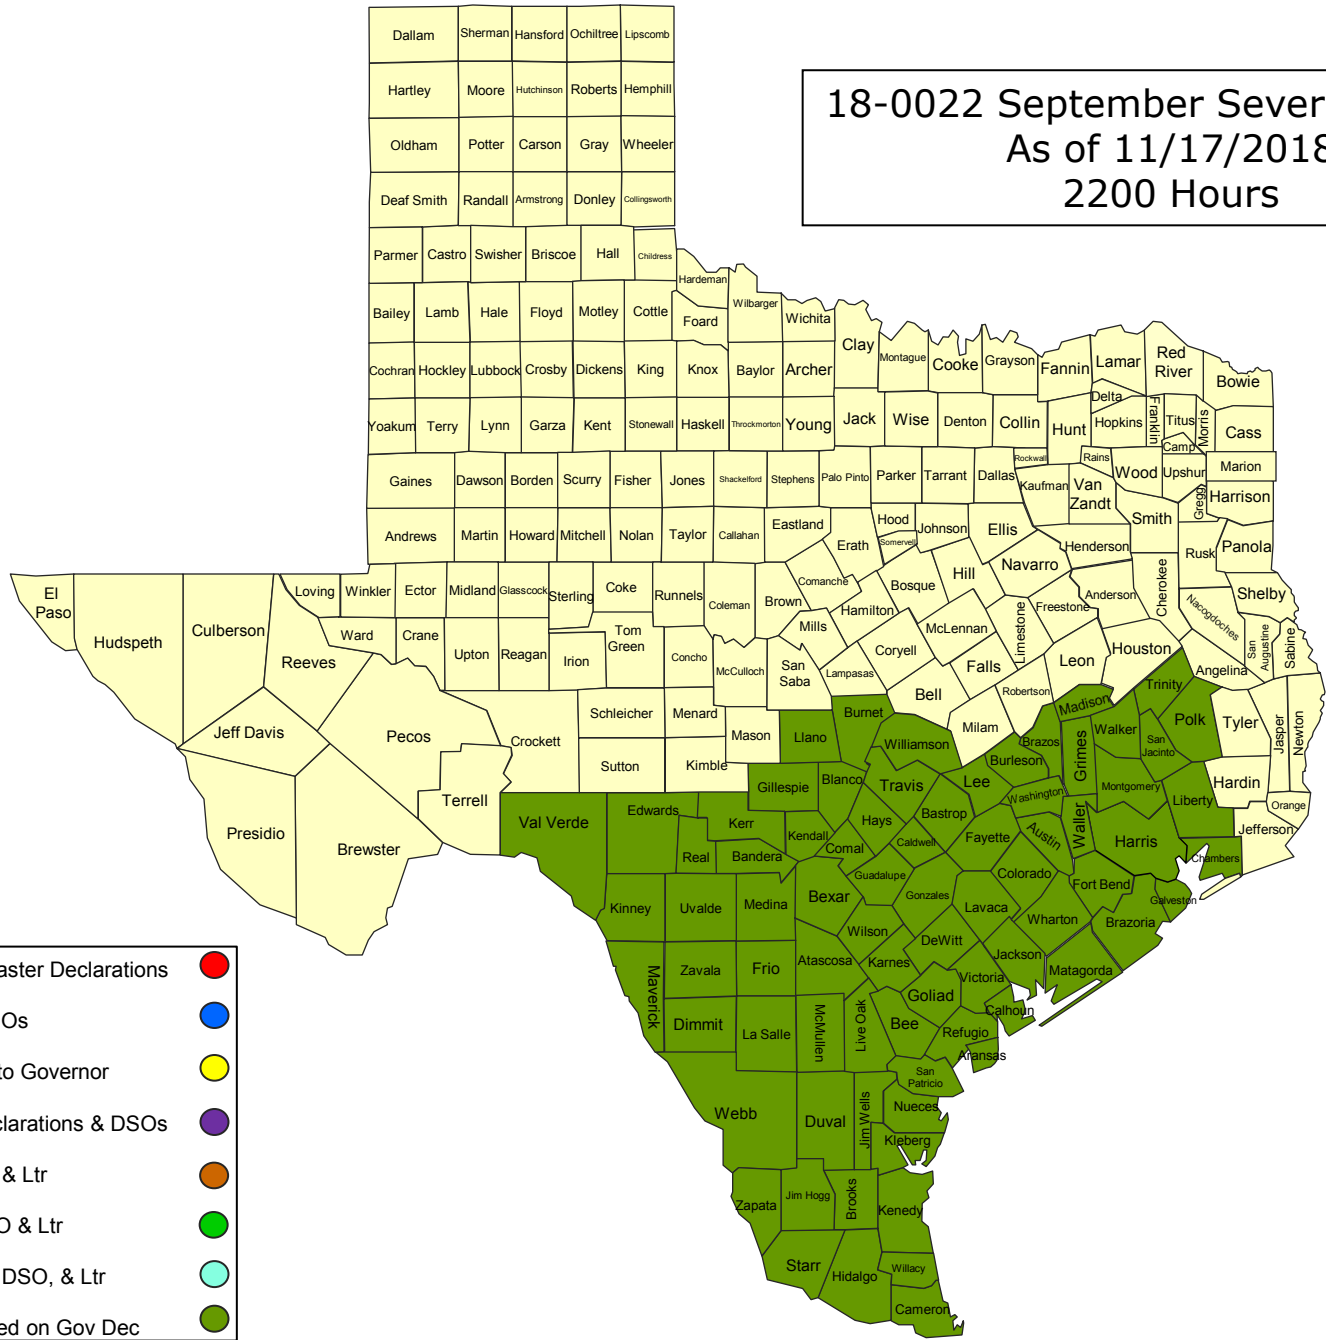 Dallam Sherman Hansford Ochiltree Lipscomb
Hartley Moore Hutchinson Roberts Hemphill
18-0022 September Sever
As of 11/17/2018
2200 Hours
Oldham Potter Carson Gray Wheeler
Deaf Smith Randall Armstrong Donley Collingsworth
Parmer Castro Swisher Briscoe Hall Childress
Hardeman
Bailey Lamb Hale Floyd Motley Cottle Foard Wilbarger Wichita
Clay Montague Cooke Grayson Fannin Lamar Red
River Bowie
Cochran Hockley Lubbock Crosby Dickens King Knox Baylor Archer
Delta
Yoakum Terry Lynn Garza Kent Stonewall Haskell Throckmorton Young Jack Wise Denton Collin Hunt Hopkins Franklin Titus Morris Cass
Camp
Rockwall Rains Wood Upshur Marion
Gaines Dawson Borden Scurry Fisher Jones Shackelford Stephens Palo Pinto Parker Tarrant Dallas Kaufman Van
Zandt Gregg Harrison
Andrews Martin Howard Mitchell Nolan Taylor Callahan Eastland Erath Hood Somervell Johnson Ellis Henderson Smith Rusk Panola
El
Paso Hudspeth Culberson Loving Winkler Ector Midland Glasscock Sterling Coke Runnels Coleman Brown Comanche Hamilton Bosque Hill Navarro Freestone Anderson Cherokee Nacogdoches Shelby
Reeves Ward Crane Upton Reagan Irion Tom
Green Concho McCulloch San
Saba Mills Lampasas Coryell McLennan Limestone Falls Leon Houston Angelina San
Augustine Sabine
Jeff Davis Pecos Crockett Schleicher Menard Mason Bell Milam Robertson
Trinity Polk Tyler Jasper Newton
Llano Burnet Williamson Brazos Madison Grimes Walker San
Jacinto
Presidio Brewster Terrell Sutton Kimble Gillespie Blanco Travis Lee Burleson Washington Montgomery Liberty Hardin Orange
Val Verde Edwards Kerr Kendall Hays Bastrop Caldwell Fayette Austin Waller Harris Jefferson
Real Bandera Comal Guadalupe Gonzales Colorado Fort Bend Chambers
Kinney Uvalde Medina Bexar Wilson Lavaca Wharton Brazoria Galveston
Maverick Zavala Frio Atascosa Karnes DeWitt Jackson Matagorda
Dimmit La Salle McMullen Live Oak Bee Goliad Victoria Calhoun
Refugio
Aransas
San
Patricio
Webb Duval Jim Wells Nueces
Kleberg
Zapata Jim Hogg Brooks Kenedy
Starr Hidalgo Willacy
Cameron
aster Declarations
Os
to Governor
clarations & DSOs
& Ltr
O & Ltr
DSO, & Ltr
ed on Gov Dec